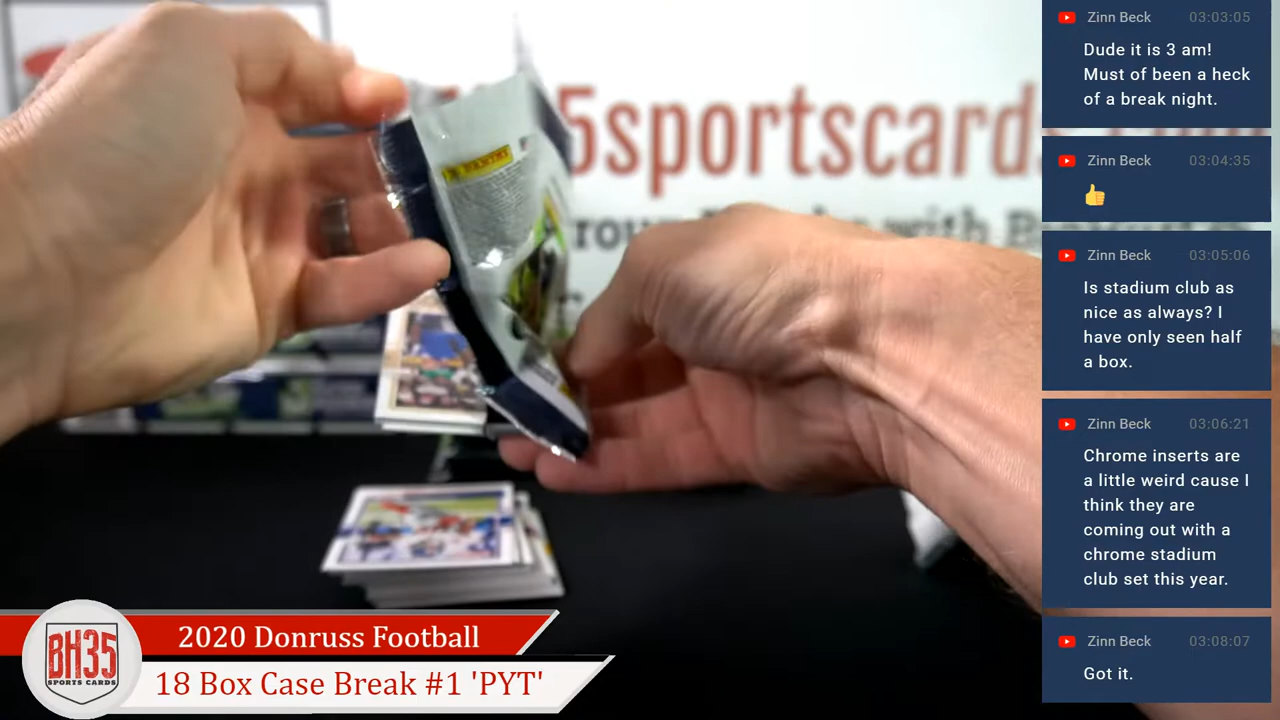 Zinn Beck 03:03:05
Dude it is 3 am!
Must of been a heck
of a break night.
Zinn Beck 03:04:35
👍
Zinn Beck 03:05:06
Is stadium club as
nice as always? I
have only seen half
a box.
Zinn Beck 03:06:21
Chrome inserts are
a little weird cause I
think they are
coming out with a
chrome stadium
club set this year.
Zinn Beck 03:08:07
Got it.
5sportscards
with
PANINI
2020 Donruss Football
18 Box Case Break #1 'PYT'
BH35
SPORTS CARDS